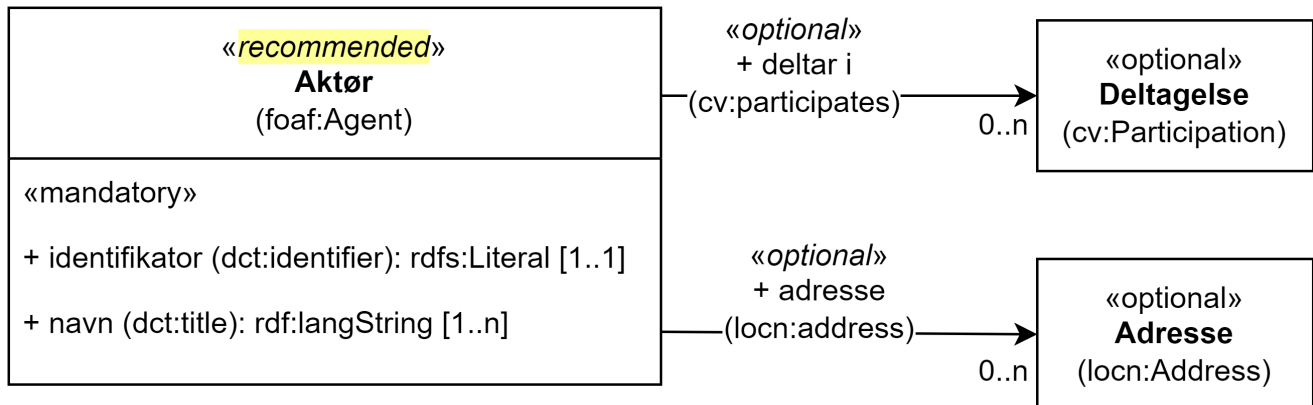 «recommended»
Aktør
(foaf:Agent)
«mandatory»
+ identifikator (dct:identifier): rdfs:Literal [1..1]
+ navn (dct:title): rdf:langString [1..n]
«optional»
+ deltar i
(cv:participates)
0..n
«optional»
Deltagelse
(cv:Participation)
«optional»
+ adresse
(locn:address)
0..n
«optional»
Adresse
(locn:Address)